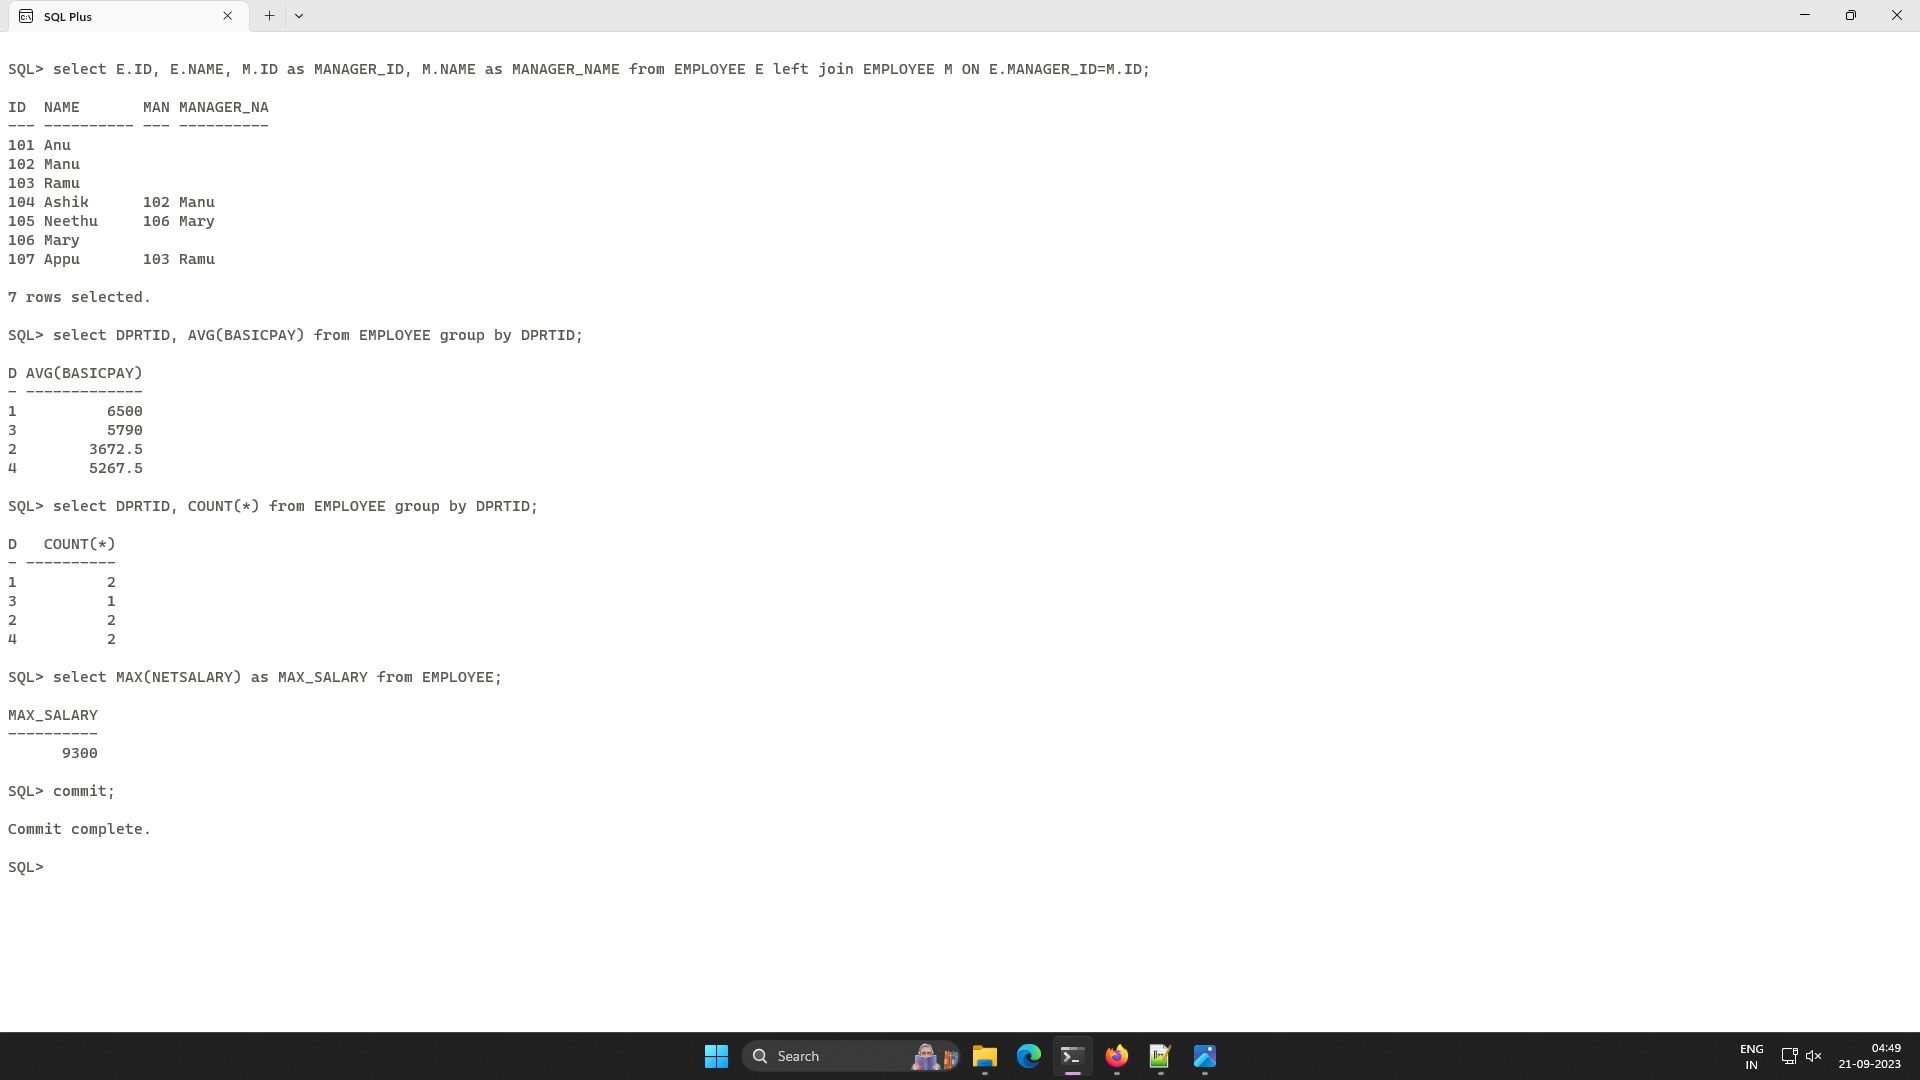 SQL Plus
SQL> select E.ID, E.NAME, M.ID as MANAGER_ID, M.NAME as MANAGER_NAME from EMPLOYEE E left join EMPLOYEE M ON E.MANAGER_ID=M.ID;
ID  NAME       MAN MANAGER_NA
--- ---------- --- ----------
101 Anu
102 Manu
103 Ramu
104 Ashik      102 Manu
105 Neethu     106 Mary
106 Mary
107 Appu       103 Ramu
7 rows selected.
SQL> select DPRTID, AVG(BASICPAY) from EMPLOYEE group by DPRTID;
D AVG(BASICPAY)
- -------------
1          6500
3          5790
2        3672.5
4        5267.5
SQL> select DPRTID, COUNT(*) from EMPLOYEE group by DPRTID;
D   COUNT(*)
- ----------
1          2
3          1
2          2
4          2
SQL> select MAX(NETSALARY) as MAX_SALARY from EMPLOYEE;
MAX_SALARY
----------
      9300
SQL> commit;
Commit complete.
SQL>
Search
ENG
IN
04:49
21-09-2023